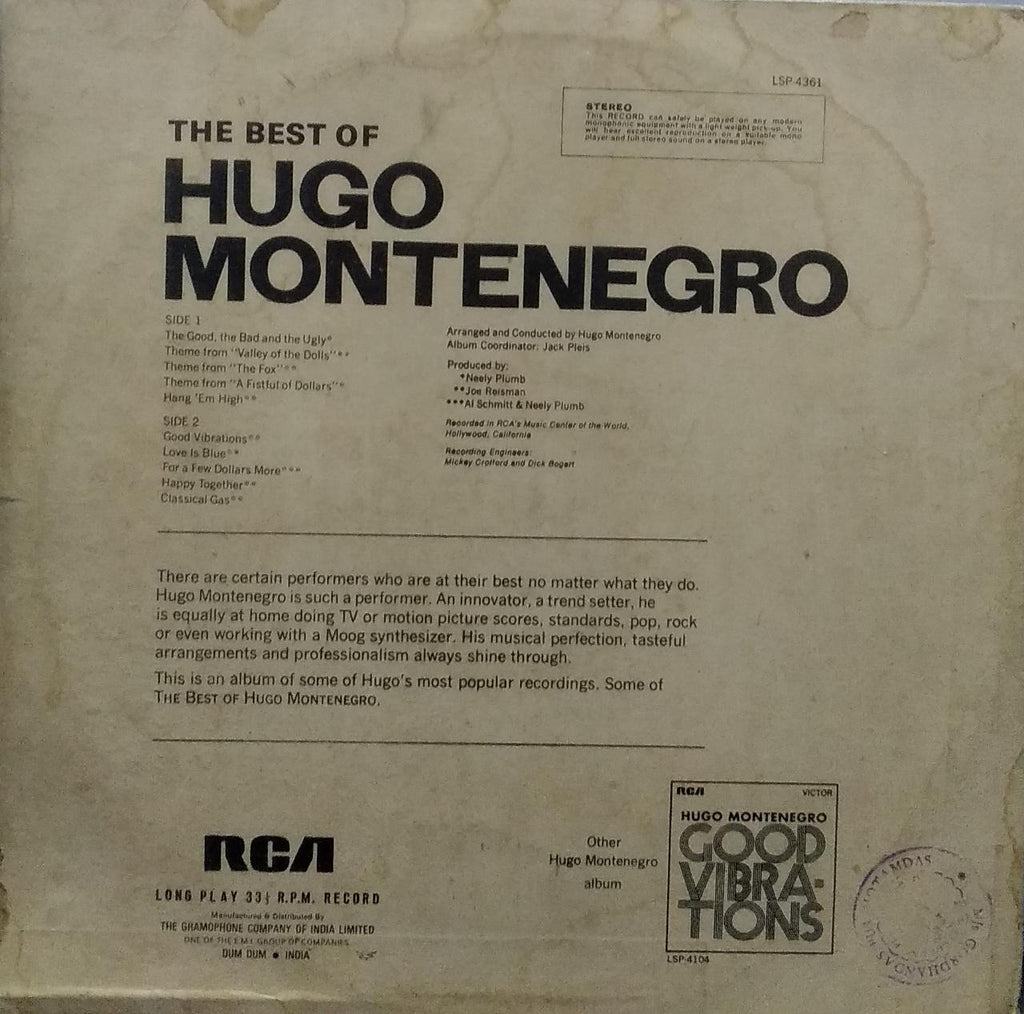 LSP-4361
STEREO
This RECORD can safely be played on any modern
monophonic equipment with a light weight pick-up. You
will hear excellent reproduction on a suitable mono
player and full stereo sound on a stereo player.
THE BEST OF
HUGO
MONTENEGRO
SIDE 1
The Good, the Bad and the Ugly*
Theme from "Valley of the Dolls"**
Theme from "The Fox"**
Theme from "A Fistful of Dollars"*
Hang 'Em High**
SIDE 2
Good Vibrations**
Love Is Blue**
For a Few Dollars More***
Happy Together**
Classical Gas**
Arranged and Conducted by Hugo Montenegro
Album Coordinator: Jack Pleis
Produced by:
*Neely Plumb
**Joe Reisman
***Al Schmitt & Neely Plumb
Recorded in RCA's Music Center of the World,
Hollywood, California
Recording Engineers:
Mickey Crofford and Dick Bogert
There are certain performers who are at their best no matter what they do.
Hugo Montenegro is such a performer. An innovator, a trend setter, he
is equally at home doing TV or motion picture scores, standards, pop, rock
or even working with a Moog synthesizer. His musical perfection, tasteful
arrangements and professionalism always shine through.
This is an album of some of Hugo's most popular recordings. Some of
THE BEST OF HUGO MONTENEGRO.
RCA
LONG PLAY 33⅓ R.P.M. RECORD
Manufactured & Distributed By
THE GRAMOPHONE COMPANY OF INDIA LIMITED
ONE OF THE E.M.I. GROUP OF COMPANIES
DUM DUM ● INDIA
Other
Hugo Montenegro
album
RCA VICTOR
HUGO MONTENEGRO
GOOD
VIBRA-
TIONS
LSP-4104